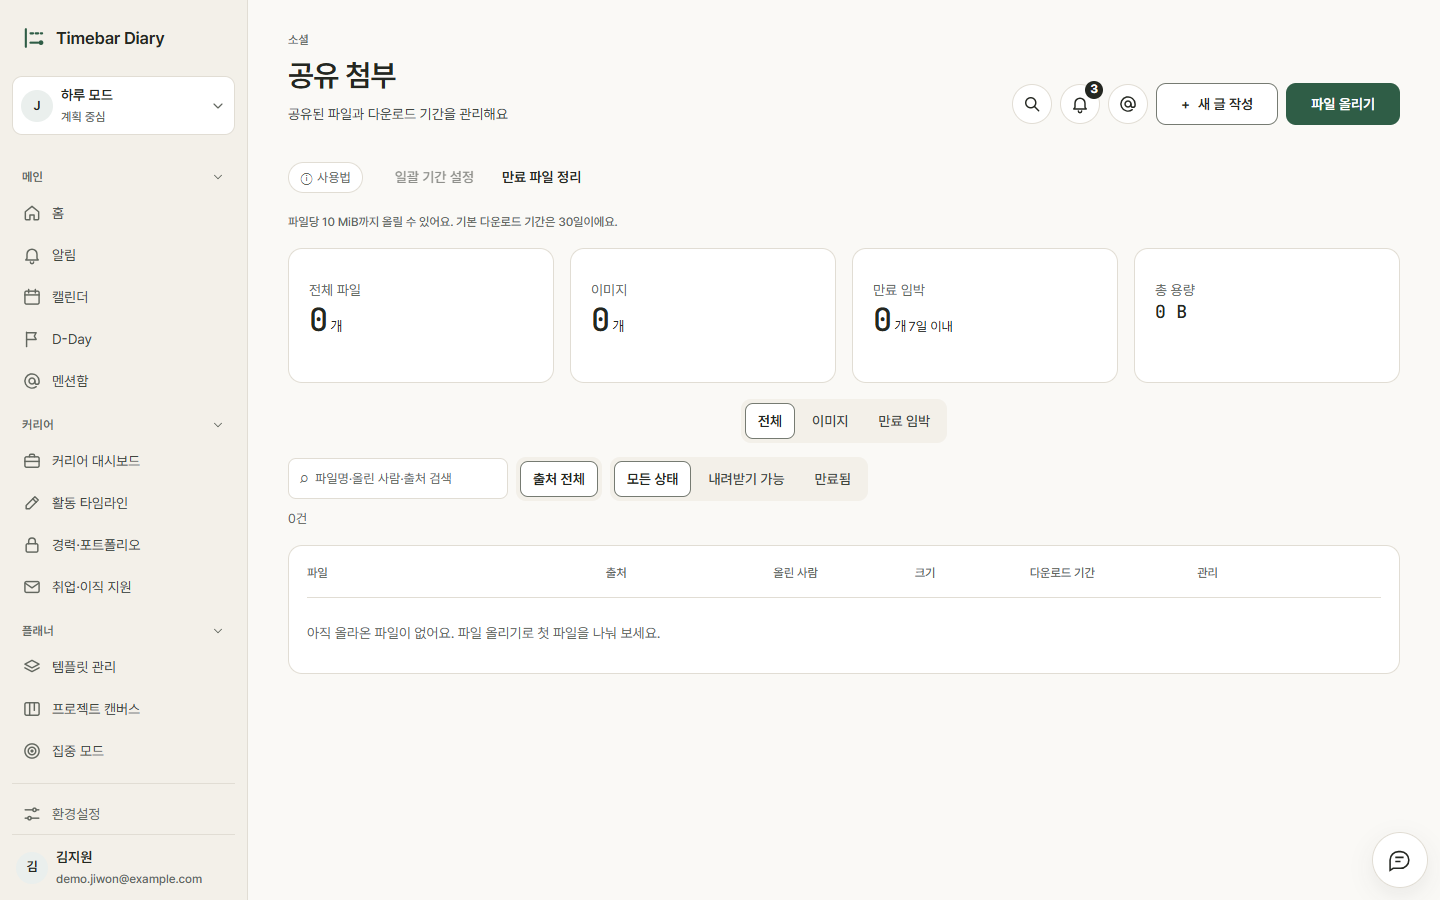 Timebar Diary
J
하루 모드
계획 중심
메인
홈
알림
캘린더
D-Day
멘션함
커리어
커리어 대시보드
활동 타임라인
경력·포트폴리오
취업·이직 지원
플래너
템플릿 관리
프로젝트 캔버스
집중 모드
환경설정
김
김지원
demo.jiwon@example.com
소셜
공유 첨부
공유된 파일과 다운로드 기간을 관리해요
3
+ 새 글 작성
파일 올리기
사용법
일괄 기간 설정
만료 파일 정리
파일당 10 MiB까지 올릴 수 있어요. 기본 다운로드 기간은 30일이에요.
전체 파일
0 개
이미지
0 개
만료 임박
0 개 7일 이내
총 용량
0 B
전체
이미지
만료 임박
파일명·올린 사람·출처 검색
출처 전체
모든 상태
내려받기 가능
만료됨
0건
파일
출처
올린 사람
크기
다운로드 기간
관리
아직 올라온 파일이 없어요. 파일 올리기로 첫 파일을 나눠 보세요.